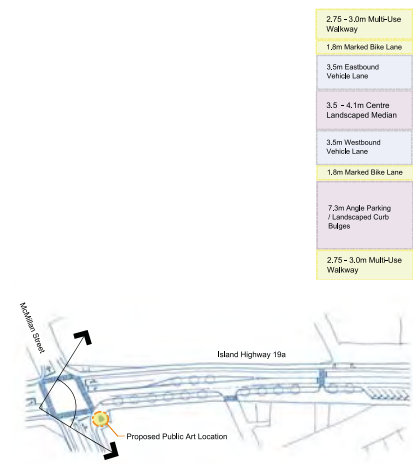 2.75 - 3.0m Multi-Use
Walkway
1.8m Marked Bike Lane
3.5m Eastbound
Vehicle Lane
3.5 - 4.1m Centre
Landscaped Median
3.5m Westbound
Vehicle Lane
1.8m Marked Bike Lane
7.3m Angle Parking
/ Landscaped Curb
Bulges
2.75 - 3.0m Multi-Use
Walkway
McMillan Street
Island Highway 19a
Proposed Public Art Location